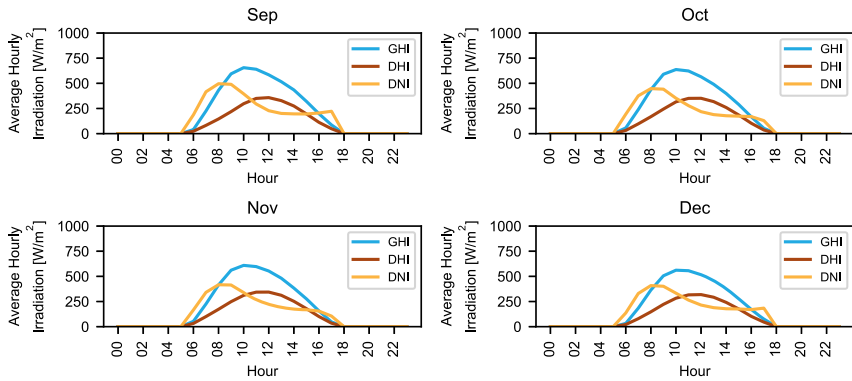 Sep
Average Hourly
Irradiation [W/m²]
1000
750
500
250
0
GHI
DHI
DNI
00 02 04 06 08 10 12 14 16 18 20 22
Hour
Oct
Average Hourly
Irradiation [W/m²]
1000
750
500
250
0
GHI
DHI
DNI
00 02 04 06 08 10 12 14 16 18 20 22
Hour
Nov
Average Hourly
Irradiation [W/m²]
1000
750
500
250
0
GHI
DHI
DNI
00 02 04 06 08 10 12 14 16 18 20 22
Hour
Dec
Average Hourly
Irradiation [W/m²]
1000
750
500
250
0
GHI
DHI
DNI
00 02 04 06 08 10 12 14 16 18 20 22
Hour